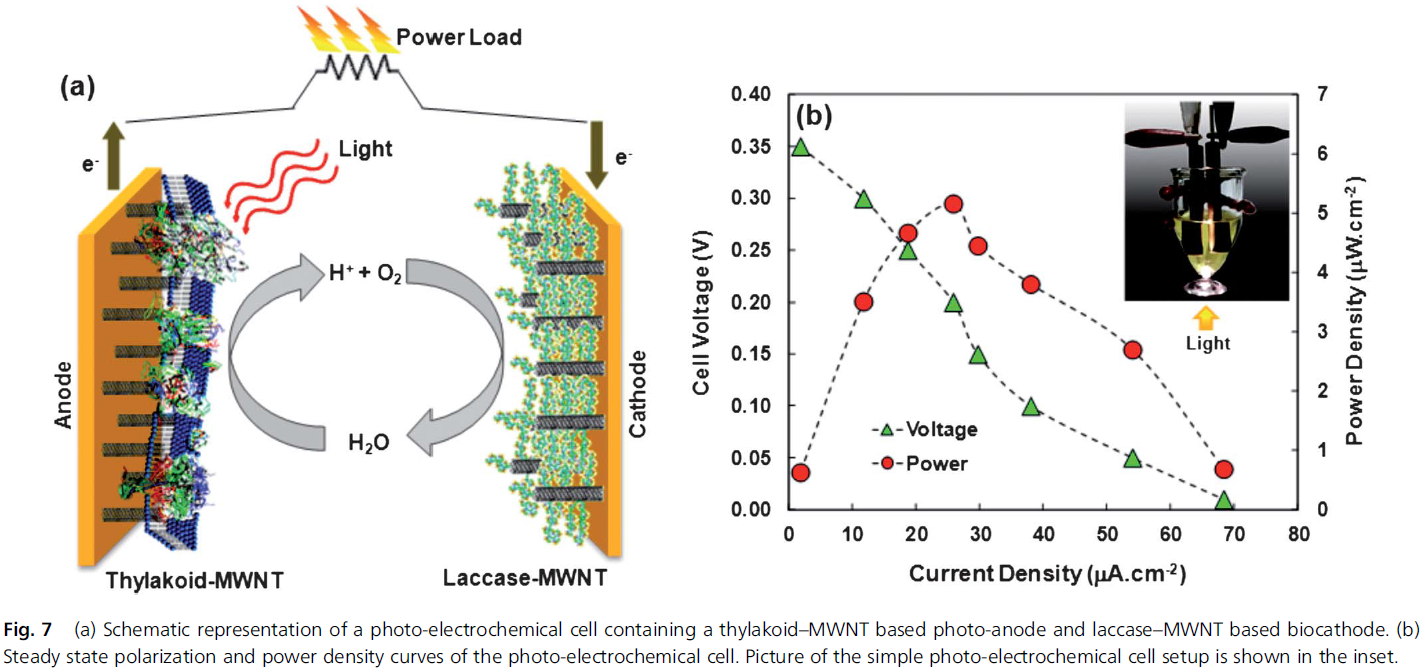 Power Load
(a)
e-
Light
e-
H+ + O2
H2O
Anode
Cathode
Thylakoid-MWNT
Laccase-MWNT
(b)
0.40
0.35
0.30
0.25
0.20
0.15
0.10
0.05
0.00
Cell Voltage (V)
7
6
5
4
3
2
1
0
Power Density (µW.cm-2)
Light
Voltage
Power
0 10 20 30 40 50 60 70 80
Current Density (µA.cm-2)
Fig. 7 (a) Schematic representation of a photo-electrochemical cell containing a thylakoid–MWNT based photo-anode and laccase–MWNT based biocathode. (b)
Steady state polarization and power density curves of the photo-electrochemical cell. Picture of the simple photo-electrochemical cell setup is shown in the inset.